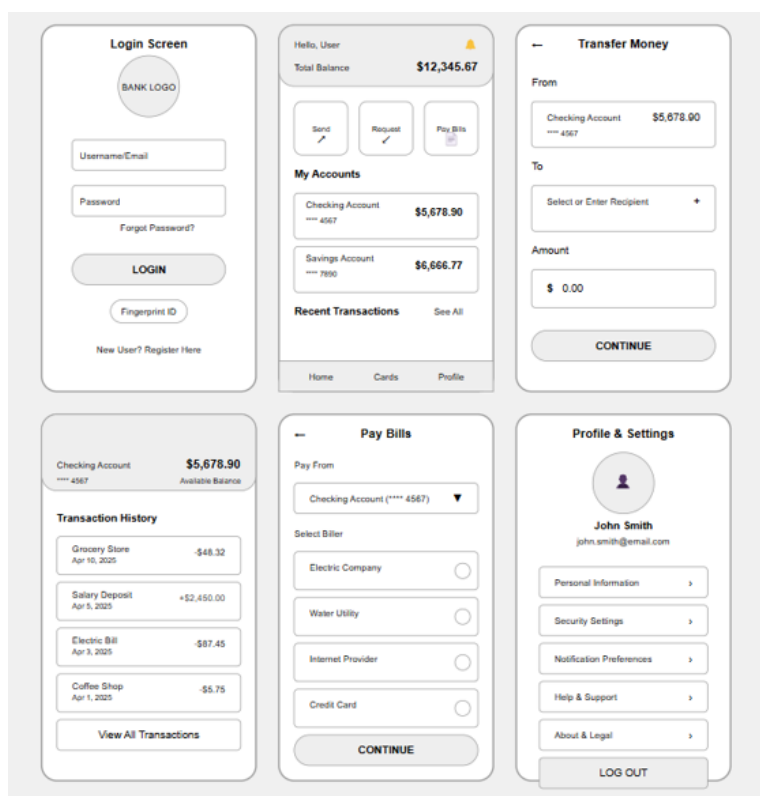 Login Screen
BANK LOGO
Username/Email
Password
Forgot Password?
LOGIN
Fingerprint ID
New User? Register Here
Hello, User
Total Balance $12,345.67
Send Request Pay Bills
My Accounts
Checking Account $5,678.90
**** 4567
Savings Account $6,666.77
**** 7890
Recent Transactions See All
Home Cards Profile
← Transfer Money
From
Checking Account $5,678.90
**** 4567
To
Select or Enter Recipient +
Amount
$ 0.00
CONTINUE
Checking Account $5,678.90
**** 4567 Available Balance
Transaction History
Grocery Store -$48.32
Apr 10, 2025
Salary Deposit +$2,450.00
Apr 5, 2025
Electric Bill -$87.45
Apr 3, 2025
Coffee Shop -$5.75
Apr 1, 2025
View All Transactions
← Pay Bills
Pay From
Checking Account (**** 4567) ▼
Select Biller
Electric Company
Water Utility
Internet Provider
Credit Card
CONTINUE
Profile & Settings
John Smith
john.smith@email.com
Personal Information ›
Security Settings ›
Notification Preferences ›
Help & Support ›
About & Legal ›
LOG OUT